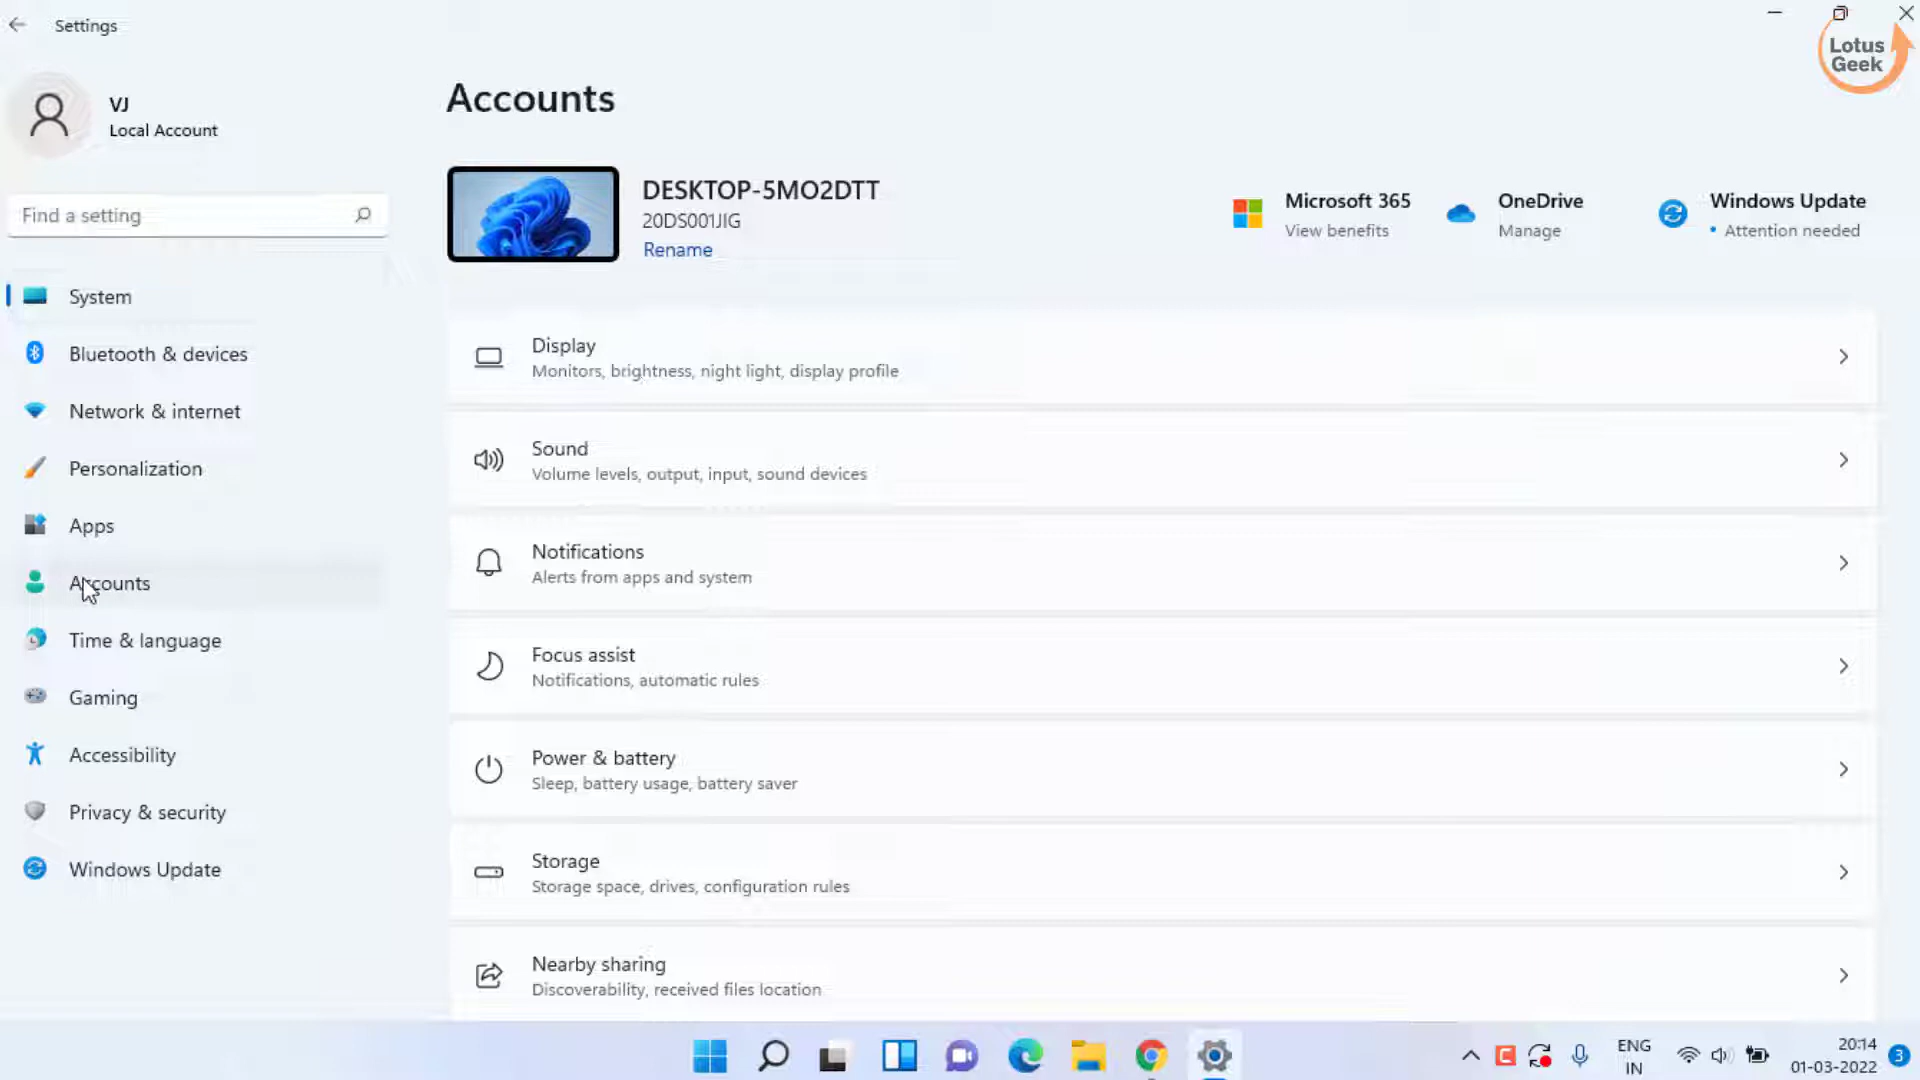 Settings
Lotus
Geek
VJ
Local Account
Find a setting
System
Bluetooth & devices
Network & internet
Personalization
Apps
Accounts
Time & language
Gaming
Accessibility
Privacy & security
Windows Update
Accounts
DESKTOP-5MO2DTT
20DS001JIG
Rename
Microsoft 365
View benefits
OneDrive
Manage
Windows Update
• Attention needed
Display
Monitors, brightness, night light, display profile
Sound
Volume levels, output, input, sound devices
Notifications
Alerts from apps and system
Focus assist
Notifications, automatic rules
Power & battery
Sleep, battery usage, battery saver
Storage
Storage space, drives, configuration rules
Nearby sharing
Discoverability, received files location
ENG
IN
20:14
01-03-2022
3